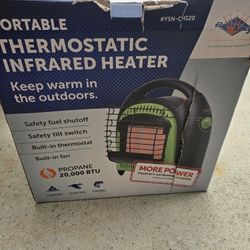 PORTABLE
#YSN-CHS20
THERMOSTATIC
INFRARED HEATER
Keep warm in
the outdoors.
Safety fuel shutoff
Safety tilt switch
Built-in thermostat
Built-in fan
PROPANE
20,000 BTU
MORE POWER